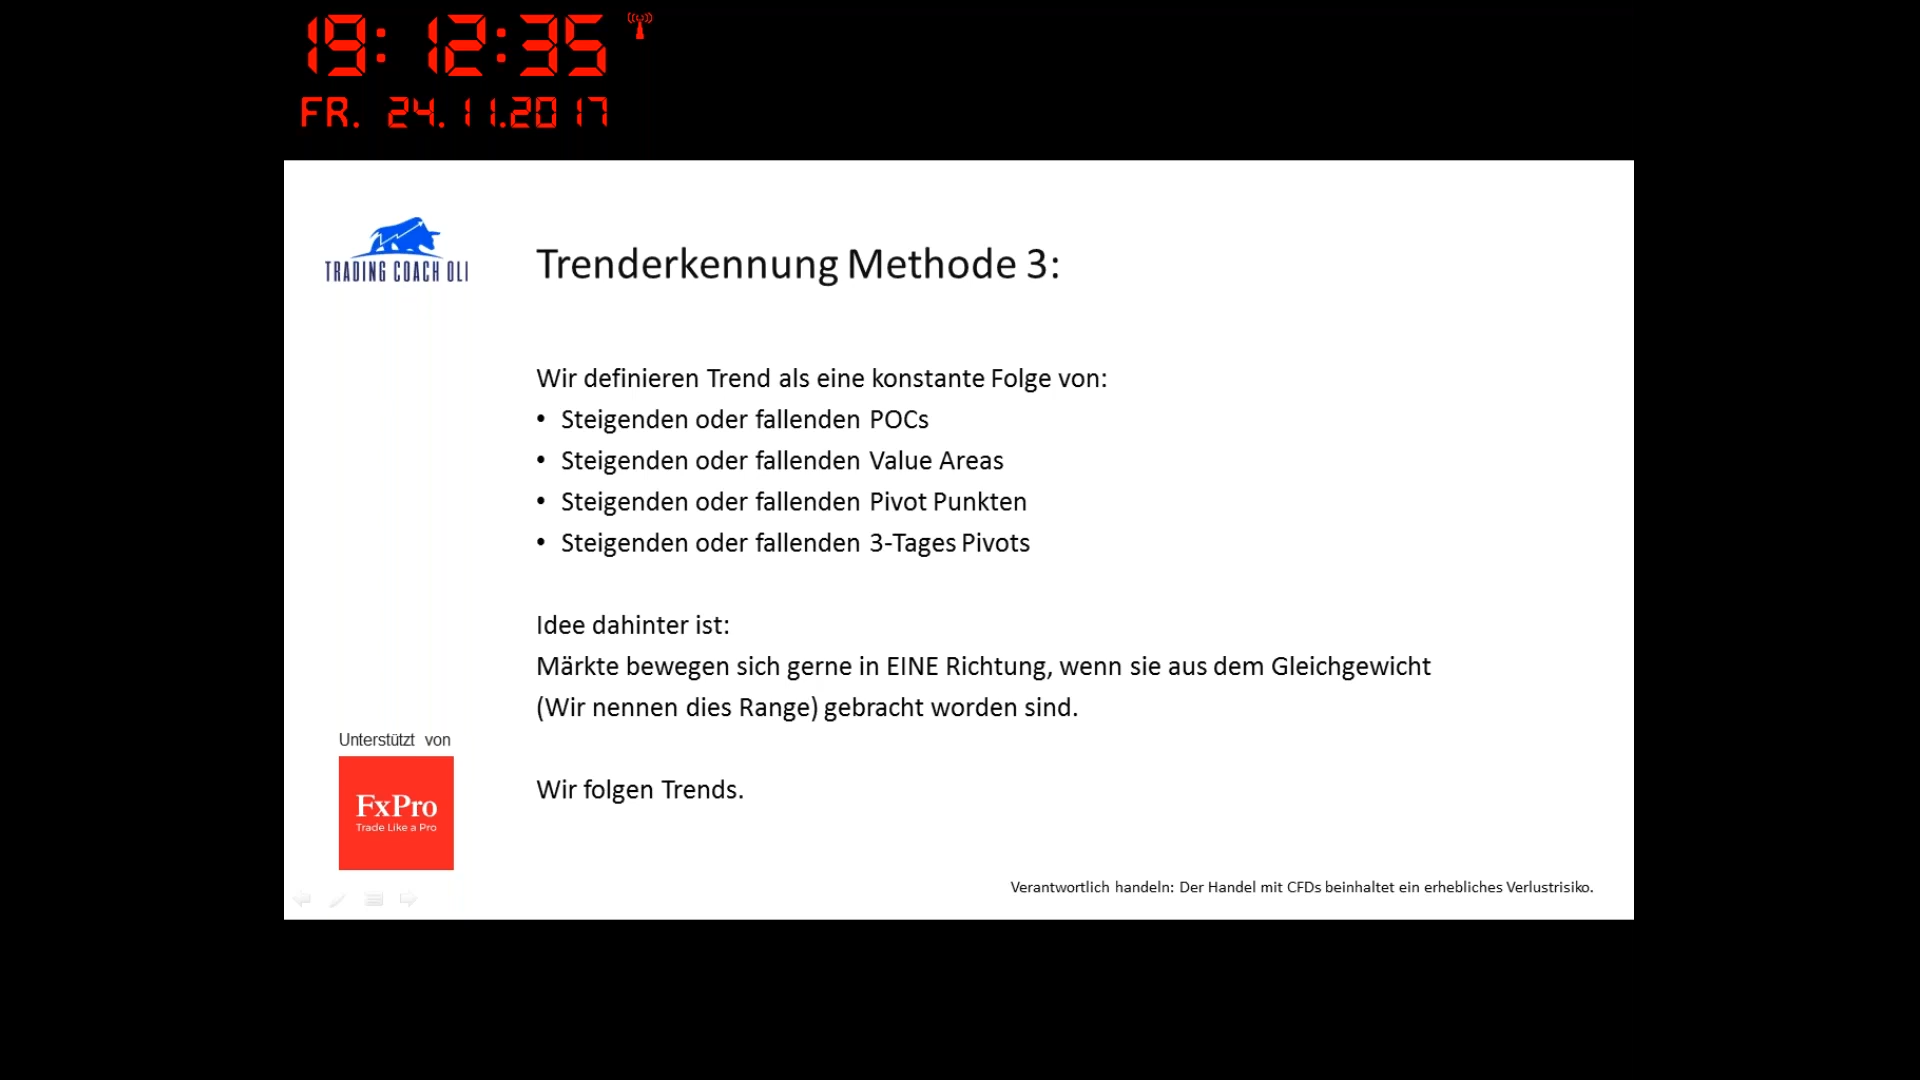 19:12:35
FR. 24.11.2017
TRADING COACH OLI
Trenderkennung Methode 3:
Wir definieren Trend als eine konstante Folge von:
• Steigenden oder fallenden POCs
• Steigenden oder fallenden Value Areas
• Steigenden oder fallenden Pivot Punkten
• Steigenden oder fallenden 3-Tages Pivots
Idee dahinter ist:
Märkte bewegen sich gerne in EINE Richtung, wenn sie aus dem Gleichgewicht
(Wir nennen dies Range) gebracht worden sind.
Wir folgen Trends.
Unterstützt von
FxPro
Trade Like a Pro
Verantwortlich handeln: Der Handel mit CFDs beinhaltet ein erhebliches Verlustrisiko.